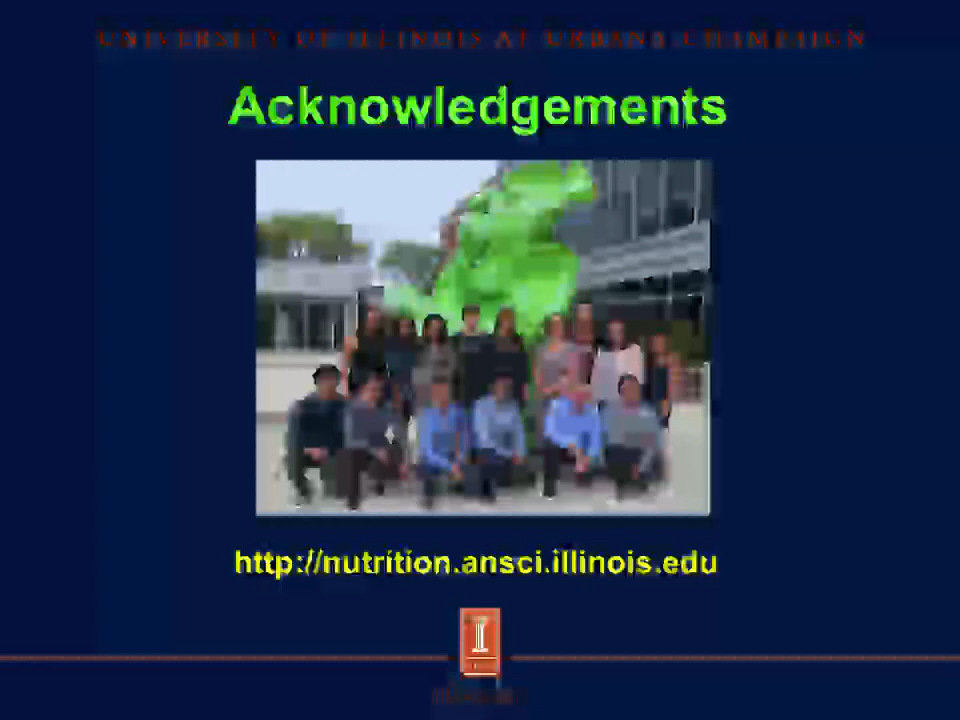 UNIVERSITY OF ILLINOIS AT URBANA-CHAMPAIGN
Acknowledgements
http://nutrition.ansci.illinois.edu
I